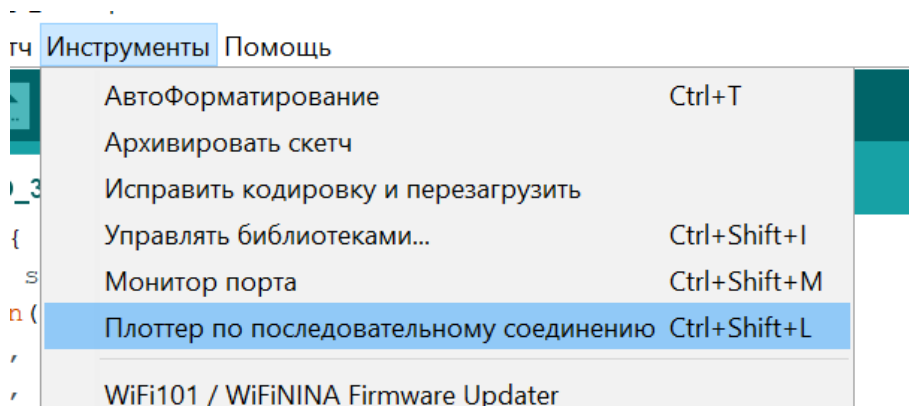 тч Инструменты Помощь
АвтоФорматирование Ctrl+T
Архивировать скетч
_3
Исправить кодировку и перезагрузить
{
Управлять библиотеками... Ctrl+Shift+I
s
Монитор порта Ctrl+Shift+M
n(
Плоттер по последовательному соединению Ctrl+Shift+L
,
,
WiFi101 / WiFiNINA Firmware Updater